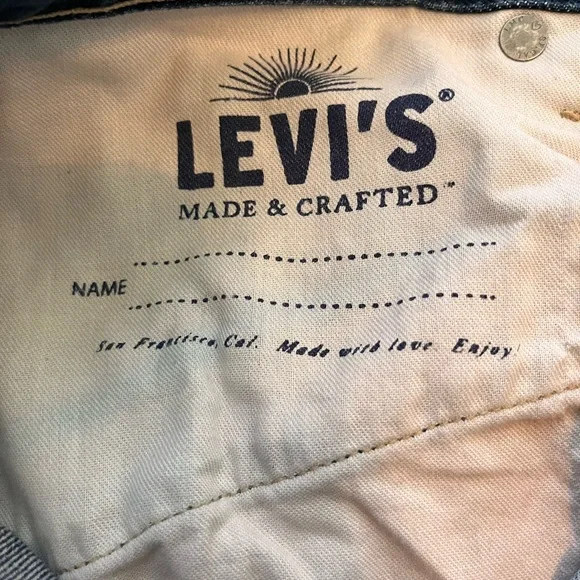 LEVI'S®
MADE & CRAFTED™
NAME
San Francisco, Cal. Made with love. Enjoy!